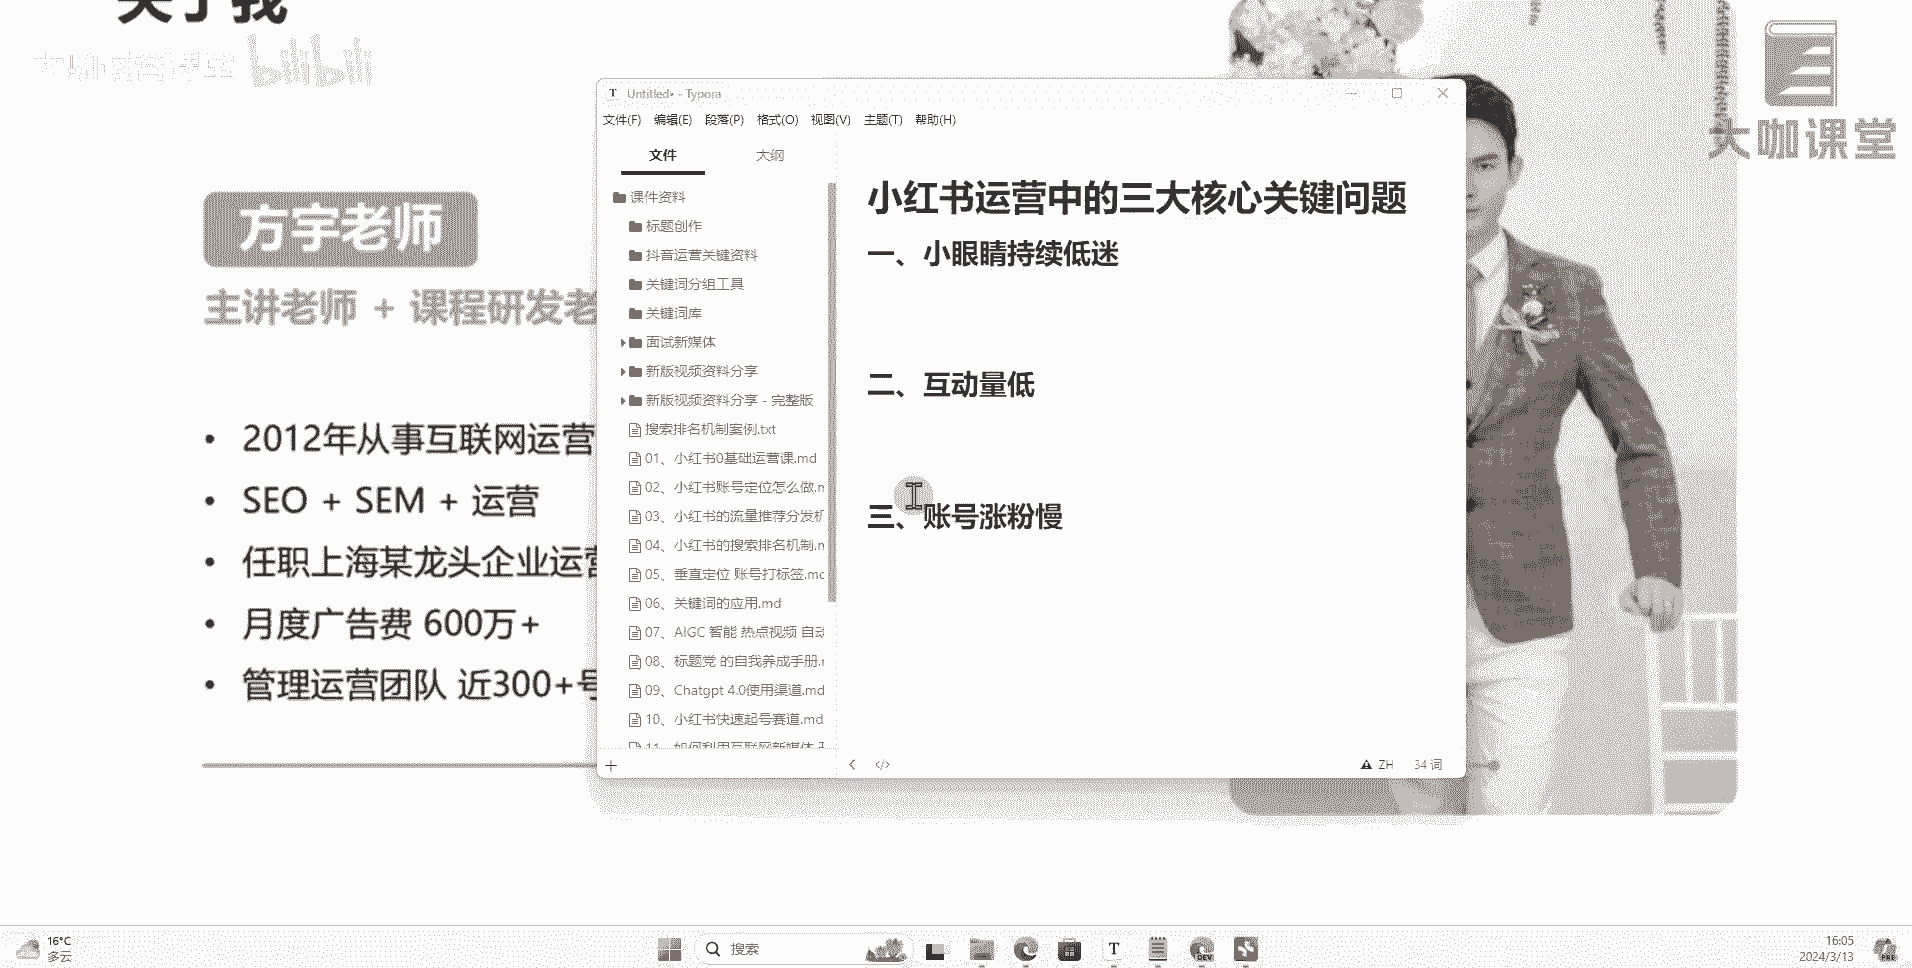 关于我
bilibili
大咖课堂
方宇老师
主讲老师 + 课程研发老
2012年从事互联网运营
SEO + SEM + 运营
任职上海某龙头企业运营
月度广告费 600万+
管理运营团队 近300+号
Untitled• - Typora
文件(F) 编辑(E) 段落(P) 格式(O) 视图(V) 主题(T) 帮助(H)
文件 大纲
课件资料
标题创作
抖音运营关键资料
关键词分组工具
关键词库
面试新媒体
新版视频资料分享
新版视频资料分享 - 完整版
搜索排名机制案例.txt
01、小红书0基础运营课.md
02、小红书账号定位怎么做.m
03、小红书的流量推荐分发机
04、小红书的搜索排名机制.m
05、垂直定位 账号打标签.md
06、关键词的应用.md
07、AIGC 智能 热点视频 自动
08、标题党 的自我养成手册.m
09、Chatgpt 4.0使用渠道.md
10、小红书快速起号赛道.md
11、如何利用互联网新媒体
小红书运营中的三大核心关键问题
一、小眼睛持续低迷
二、互动量低
三、账号涨粉慢
ZH 34 词
16°C
多云
搜索
T
DEV
16:05
2024/3/13
PRE